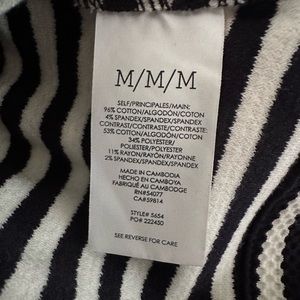 M/M/M
SELF/PRINCIPALES/MAIN:
96% COTTON/ALGODÓN/COTON
4% SPANDEX/SPANDEX/SPANDEX
CONTRAST/CONTRASTE/CONTRASTE:
53% COTTON/ALGODÓN/COTON
34% POLYESTER/
POLIESTER/POLYESTER
11% RAYON/RAYON/RAYONNE
2% SPANDEX/SPANDEX/SPANDEX
MADE IN CAMBODIA
HECHO EN CAMBOYA
FABRIQUÉ AU CAMBODGE
RN#54077
CA#59814
STYLE# 5654
PO# 222450
SEE REVERSE FOR CARE